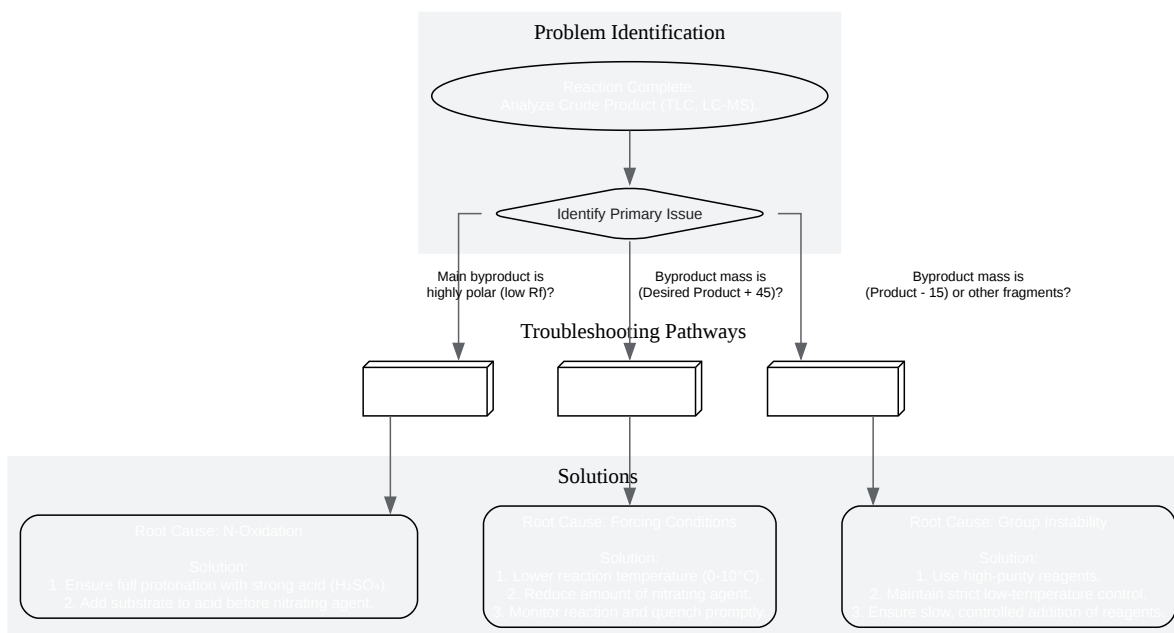 Problem Identification
Reaction Complete.
Analyze Crude Product (TLC, LC-MS).
Identify Primary Issue
Main byproduct is
highly polar (low Rf)?
Byproduct mass is
(Desired Product + 45)?
Byproduct mass is
(Product - 15) or other fragments?
Troubleshooting Pathways
Solutions
Root Cause: N-Oxidation
Solution:
1. Ensure full protonation with strong acid (H₂SO₄).
2. Add substrate to acid before nitrating agent.
Root Cause: Forcing Conditions
Solution:
1. Lower reaction temperature (0-10°C).
2. Reduce amount of nitrating agent.
3. Monitor reaction and quench promptly.
Root Cause: Group Instability
Solution:
1. Use high-purity reagents.
2. Maintain strict low-temperature control.
3. Ensure slow, controlled addition of reagents.